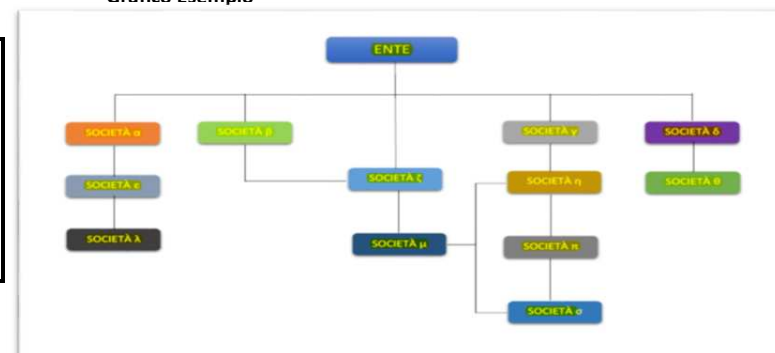 Grafico Esempio
ENTE
SOCIETÀ α
SOCIETÀ β
SOCIETÀ γ
SOCIETÀ δ
SOCIETÀ ε
SOCIETÀ ζ
SOCIETÀ η
SOCIETÀ θ
SOCIETÀ λ
SOCIETÀ μ
SOCIETÀ π
SOCIETÀ σ